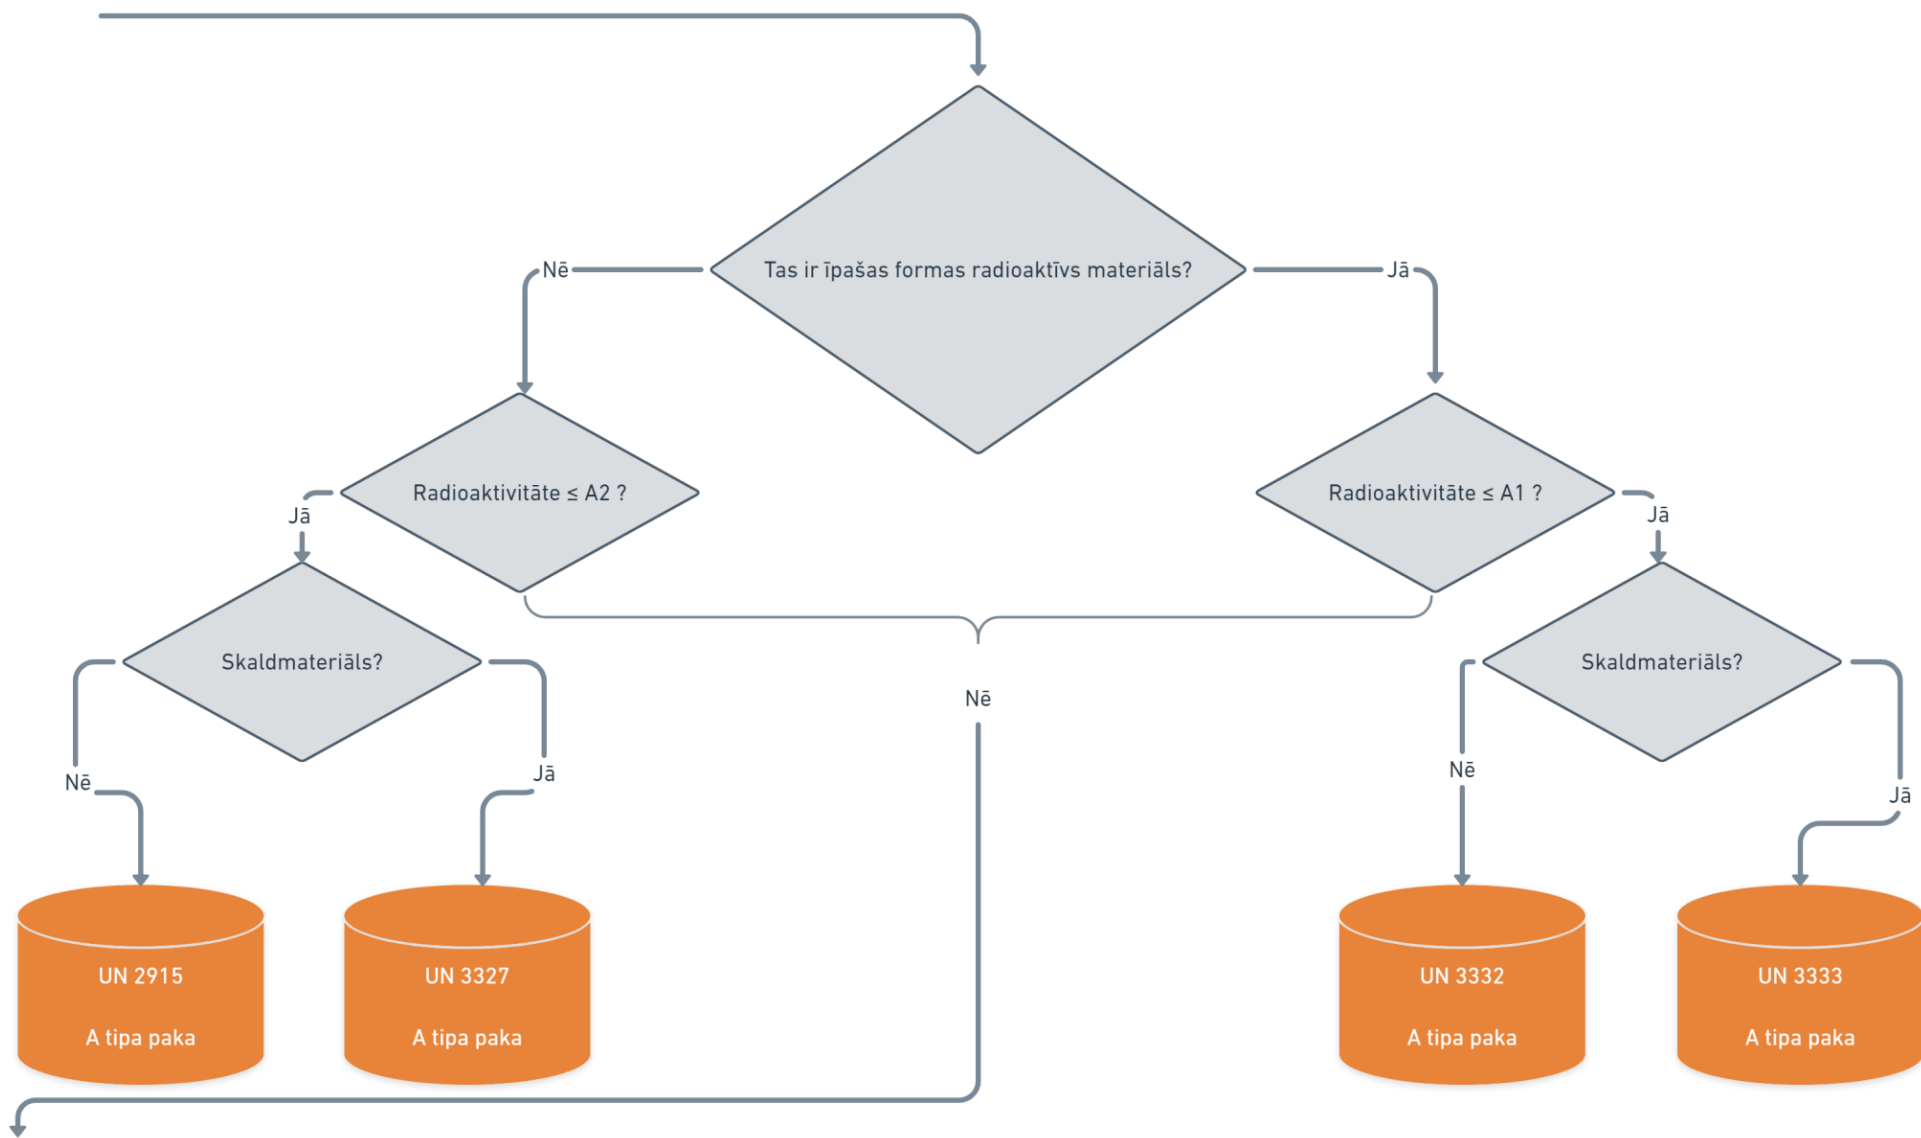 Tas ir īpašas formas radioaktīvs materiāls?
Nē
Jā
Radioaktivitāte ≤ A2 ?
Radioaktivitāte ≤ A1 ?
Jā
Jā
Skaldmateriāls?
Skaldmateriāls?
Nē
Nē
Jā
Nē
Jā
UN 2915
A tipa paka
UN 3327
A tipa paka
UN 3332
A tipa paka
UN 3333
A tipa paka